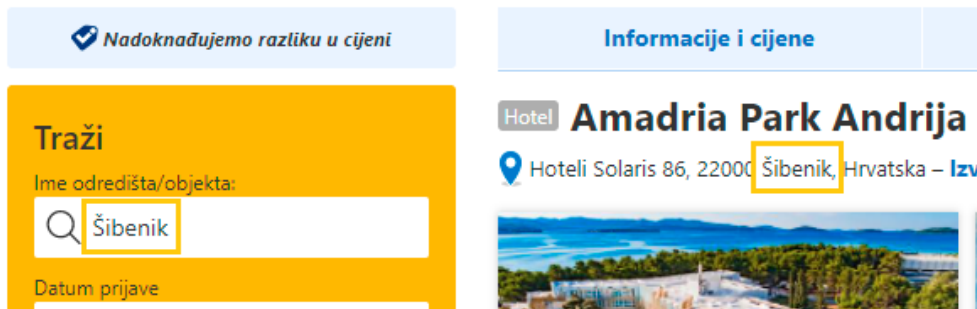 Nadoknađujemo razliku u cijeni
Informacije i cijene
Traži
Ime odredišta/objekta:
Šibenik
Datum prijave
Hotel Amadria Park Andrija
Hoteli Solaris 86, 22000 Šibenik, Hrvatska –